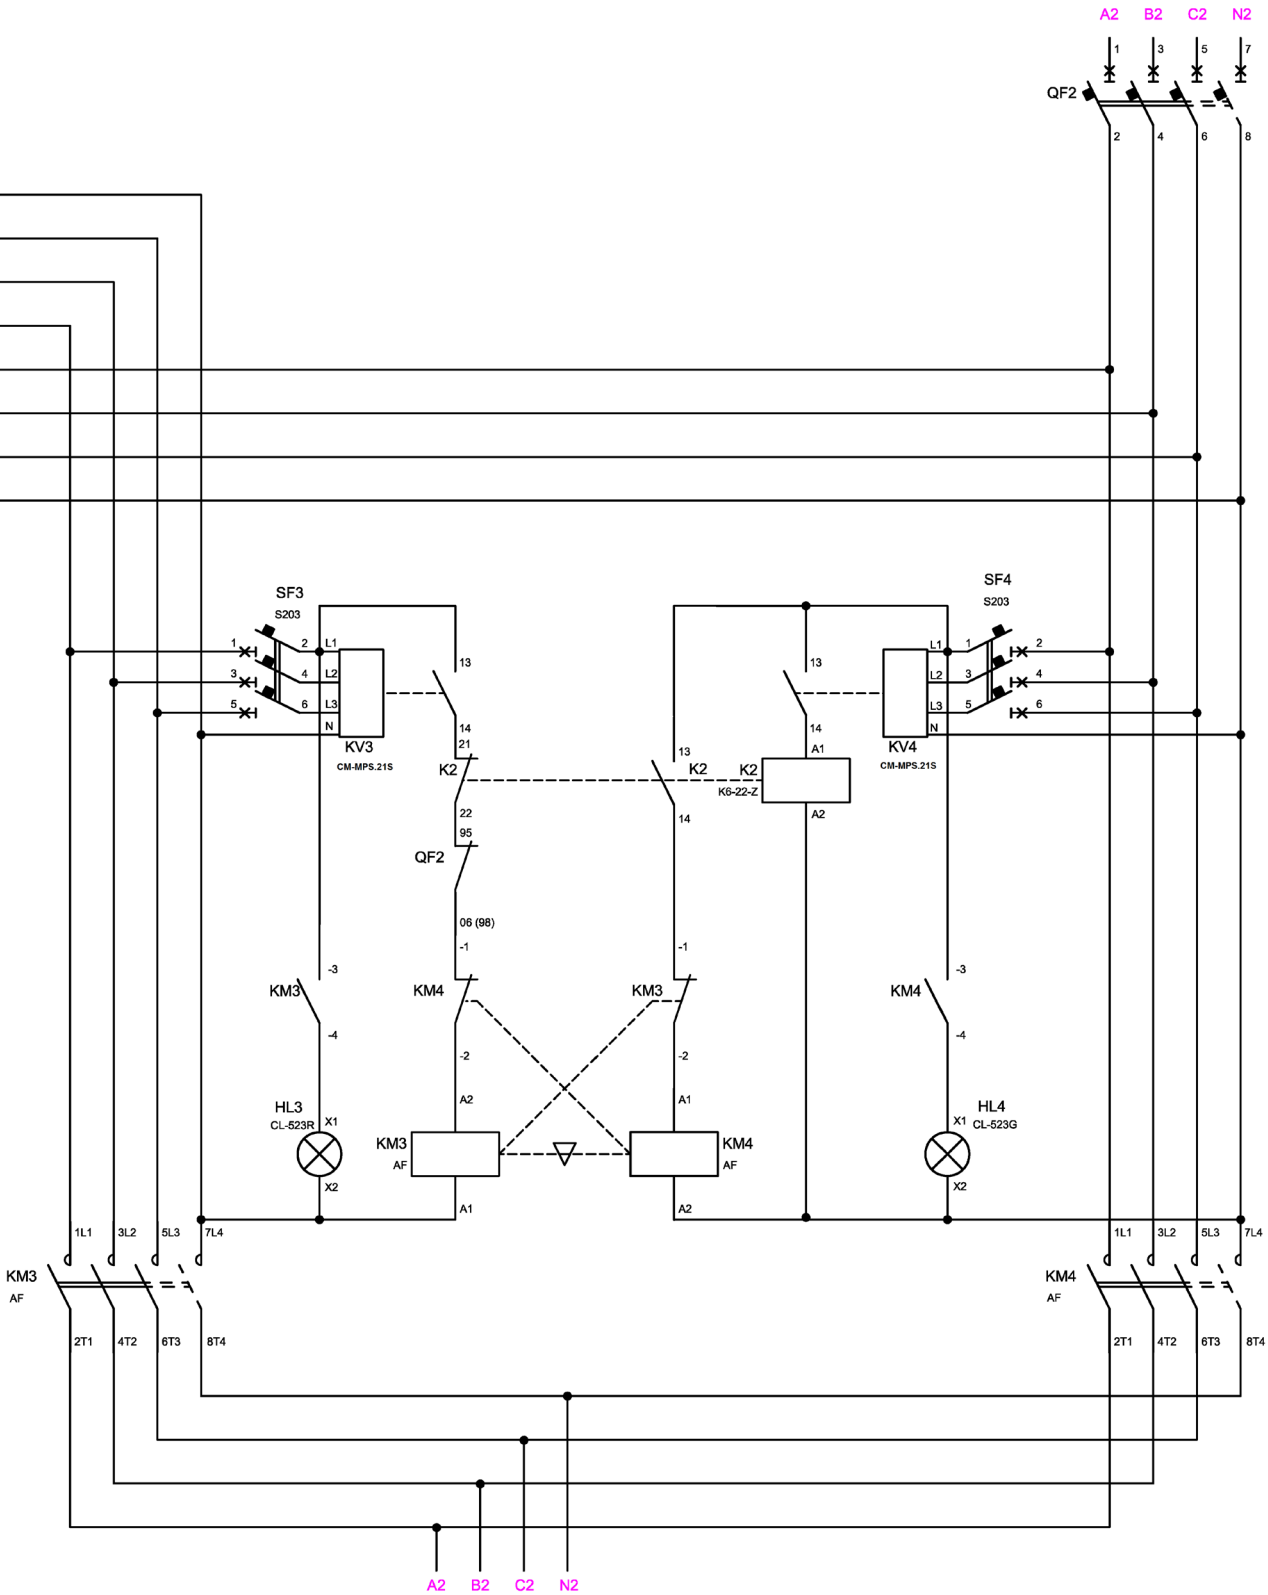 A2 B2 C2 N2
1 3 5 7
QF2
2 4 6 8
SF3 SF4
S203 S203
1 2 L1 L1 1 2
3 4 L2 L2 3 4
5 6 L3 L3 5 6
N N
13 13
14 14
KV3 KV4
CM-MPS.21S CM-MPS.21S
21 13 A1
K2 K2 K2
K6-22-Z
22 14 A2
95
QF2
06 (98)
-1 -1
-3 -3
KM3 KM4 KM3 KM4
-4 -4
-2 -2
A2 A1
HL3 HL4
CL-523R X1 X1 CL-523G
KM3 KM4
AF AF
X2 X2
A1 A2
1L1 3L2 5L3 7L4 1L1 3L2 5L3 7L4
KM3 KM4
AF AF
2T1 4T2 6T3 8T4 2T1 4T2 6T3 8T4
A2 B2 C2 N2